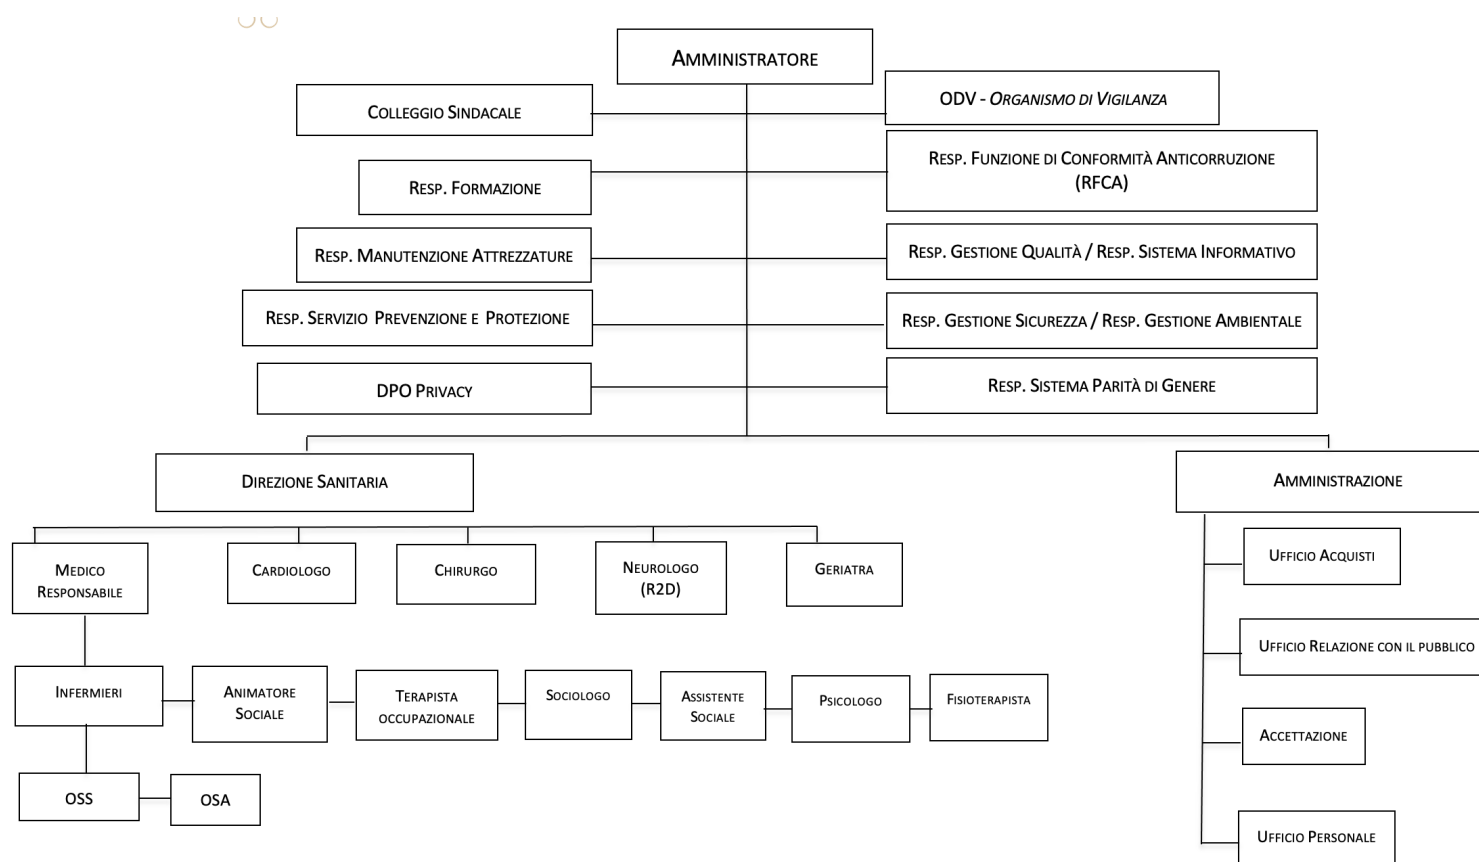 Amministratore
Colleggio Sindacale
ODV - Organismo di Vigilanza
Resp. Formazione
Resp. Funzione di Conformità Anticorruzione
(RFCA)
Resp. Manutenzione Attrezzature
Resp. Gestione Qualità / Resp. Sistema Informativo
Resp. Servizio Prevenzione e Protezione
Resp. Gestione Sicurezza / Resp. Gestione Ambientale
DPO Privacy
Resp. Sistema Parità di Genere
Direzione Sanitaria
Amministrazione
Medico
Responsabile
Cardiologo
Chirurgo
Neurologo
(R2D)
Geriatra
Infermieri
Animatore
Sociale
Terapista
occupazionale
Sociologo
Assistente
Sociale
Psicologo
Fisioterapista
OSS
OSA
Ufficio Acquisti
Ufficio Relazione con il pubblico
Accettazione
Ufficio Personale